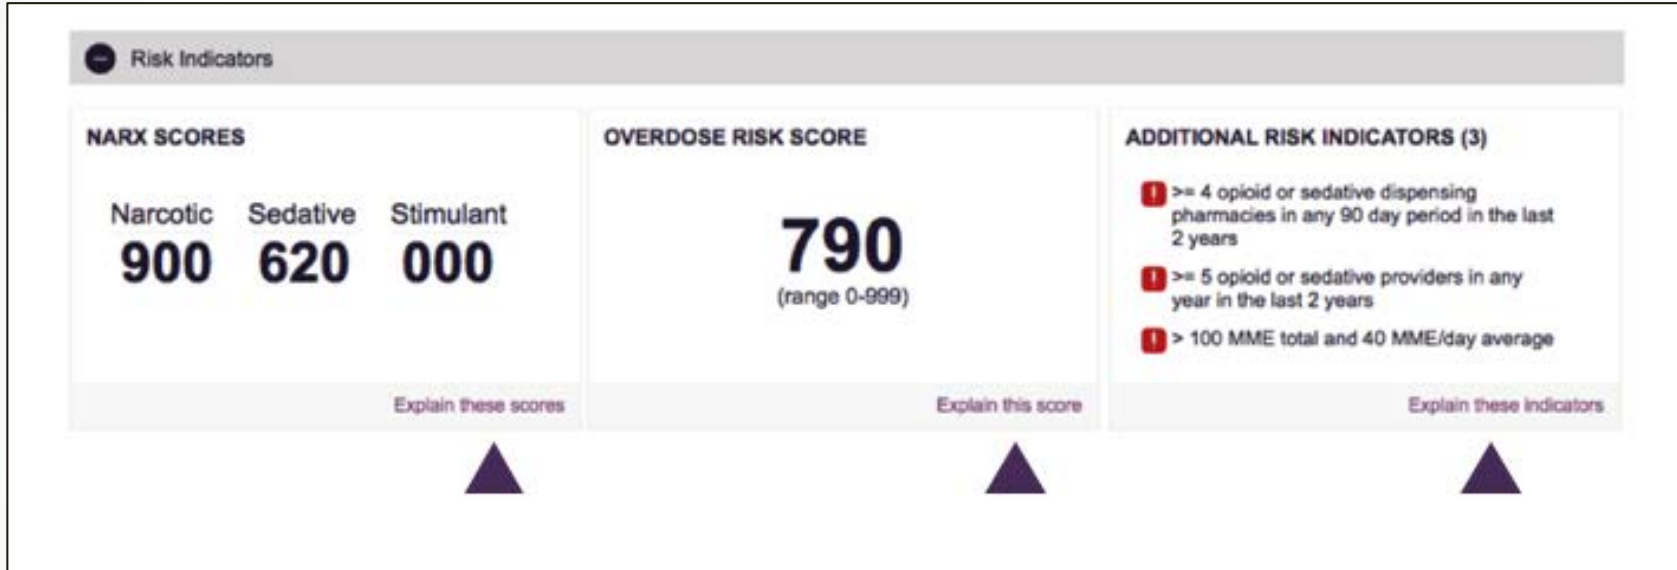 Risk Indicators
NARX SCORES
Narcotic Sedative Stimulant
900 620 000
Explain these scores
OVERDOSE RISK SCORE
790
(range 0-999)
Explain this score
ADDITIONAL RISK INDICATORS (3)
>= 4 opioid or sedative dispensing
pharmacies in any 90 day period in the last
2 years
>= 5 opioid or sedative providers in any
year in the last 2 years
> 100 MME total and 40 MME/day average
Explain these indicators